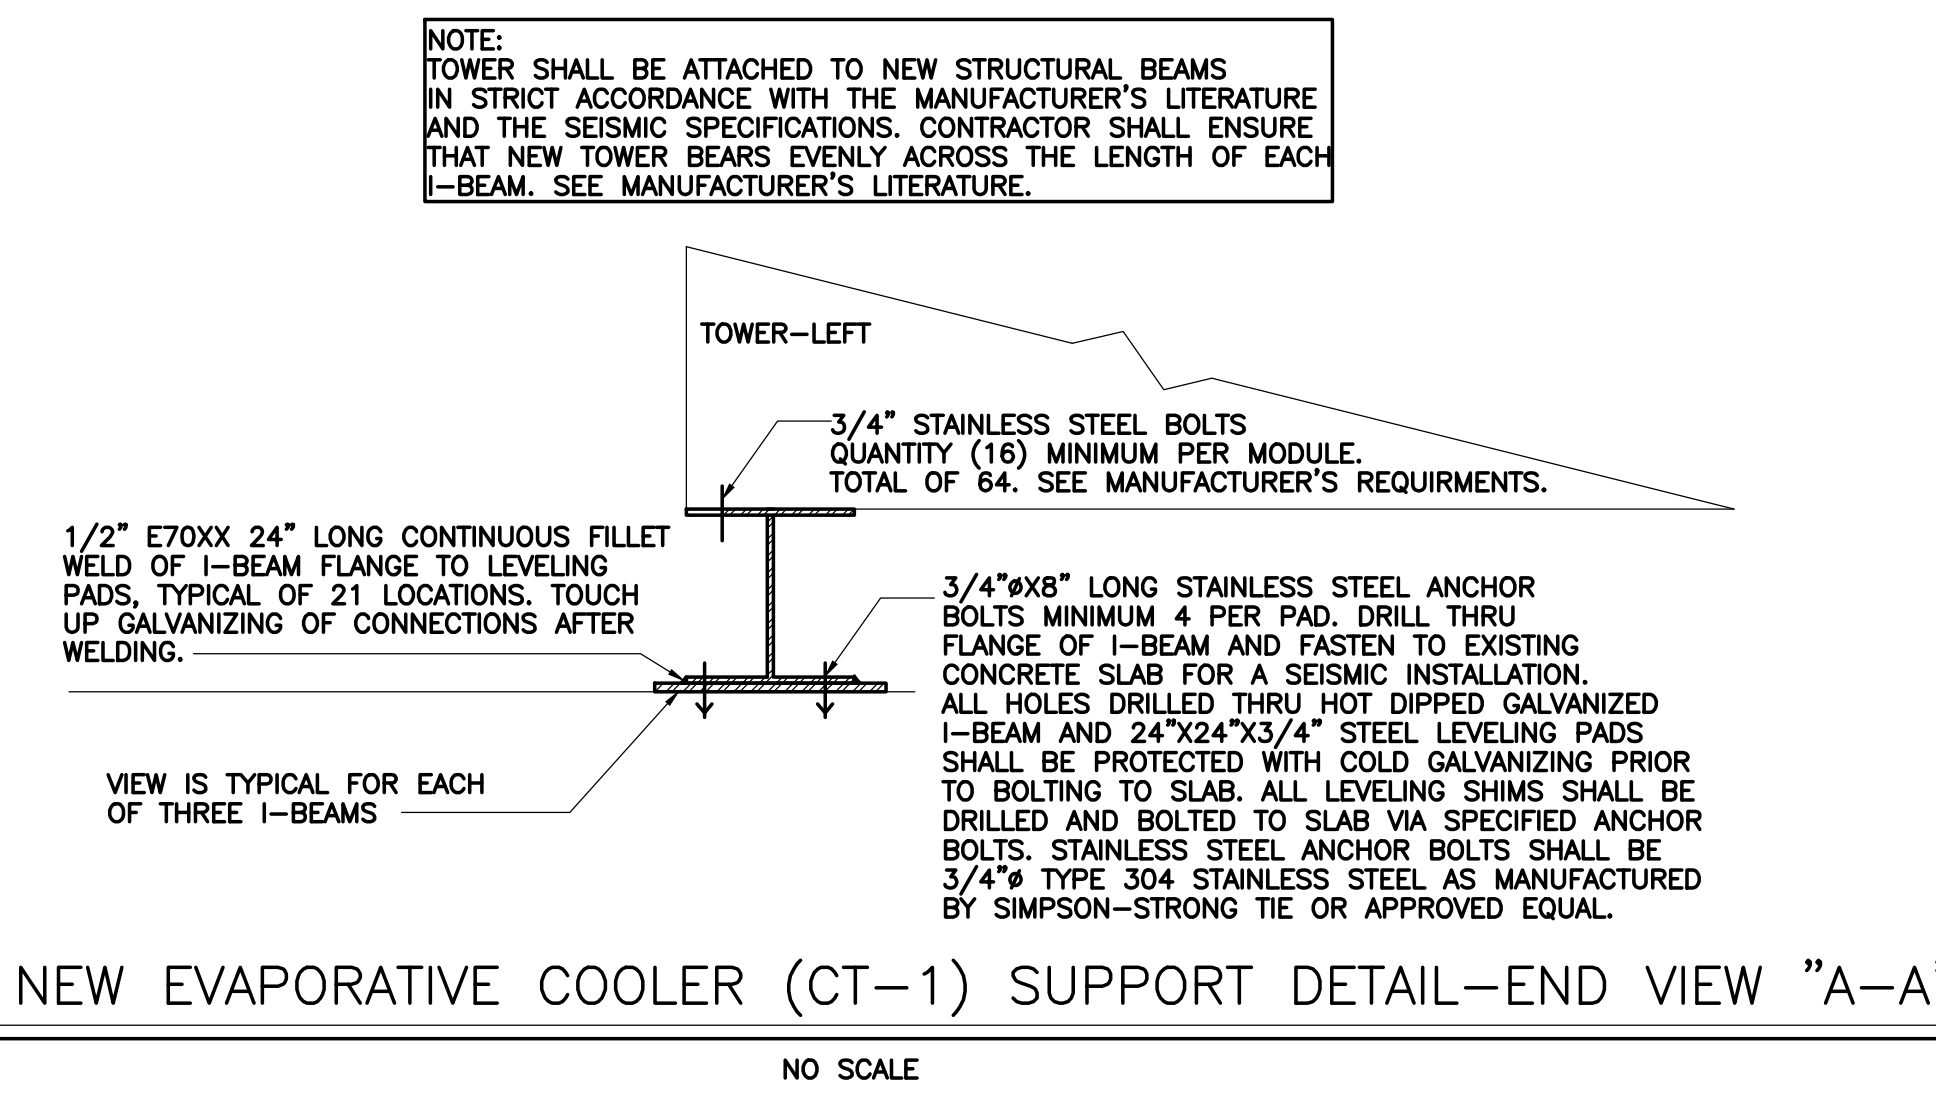 NOTE:
TOWER SHALL BE ATTACHED TO NEW STRUCTURAL BEAMS
IN STRICT ACCORDANCE WITH THE MANUFACTURER'S LITERATURE
AND THE SEISMIC SPECIFICATIONS. CONTRACTOR SHALL ENSURE
THAT NEW TOWER BEARS EVENLY ACROSS THE LENGTH OF EACH
I-BEAM. SEE MANUFACTURER'S LITERATURE.
TOWER-LEFT
3/4" STAINLESS STEEL BOLTS
QUANTITY (16) MINIMUM PER MODULE.
TOTAL OF 64. SEE MANUFACTURER'S REQUIRMENTS.
1/2" E70XX 24" LONG CONTINUOUS FILLET
WELD OF I-BEAM FLANGE TO LEVELING
PADS, TYPICAL OF 21 LOCATIONS. TOUCH
UP GALVANIZING OF CONNECTIONS AFTER
WELDING.
3/4"øX8" LONG STAINLESS STEEL ANCHOR
BOLTS MINIMUM 4 PER PAD. DRILL THRU
FLANGE OF I-BEAM AND FASTEN TO EXISTING
CONCRETE SLAB FOR A SEISMIC INSTALLATION.
ALL HOLES DRILLED THRU HOT DIPPED GALVANIZED
I-BEAM AND 24"X24"X3/4" STEEL LEVELING PADS
SHALL BE PROTECTED WITH COLD GALVANIZING PRIOR
TO BOLTING TO SLAB. ALL LEVELING SHIMS SHALL BE
DRILLED AND BOLTED TO SLAB VIA SPECIFIED ANCHOR
BOLTS. STAINLESS STEEL ANCHOR BOLTS SHALL BE
3/4"ø TYPE 304 STAINLESS STEEL AS MANUFACTURED
BY SIMPSON-STRONG TIE OR APPROVED EQUAL.
VIEW IS TYPICAL FOR EACH
OF THREE I-BEAMS
NEW EVAPORATIVE COOLER (CT-1) SUPPORT DETAIL-END VIEW "A-A"
NO SCALE